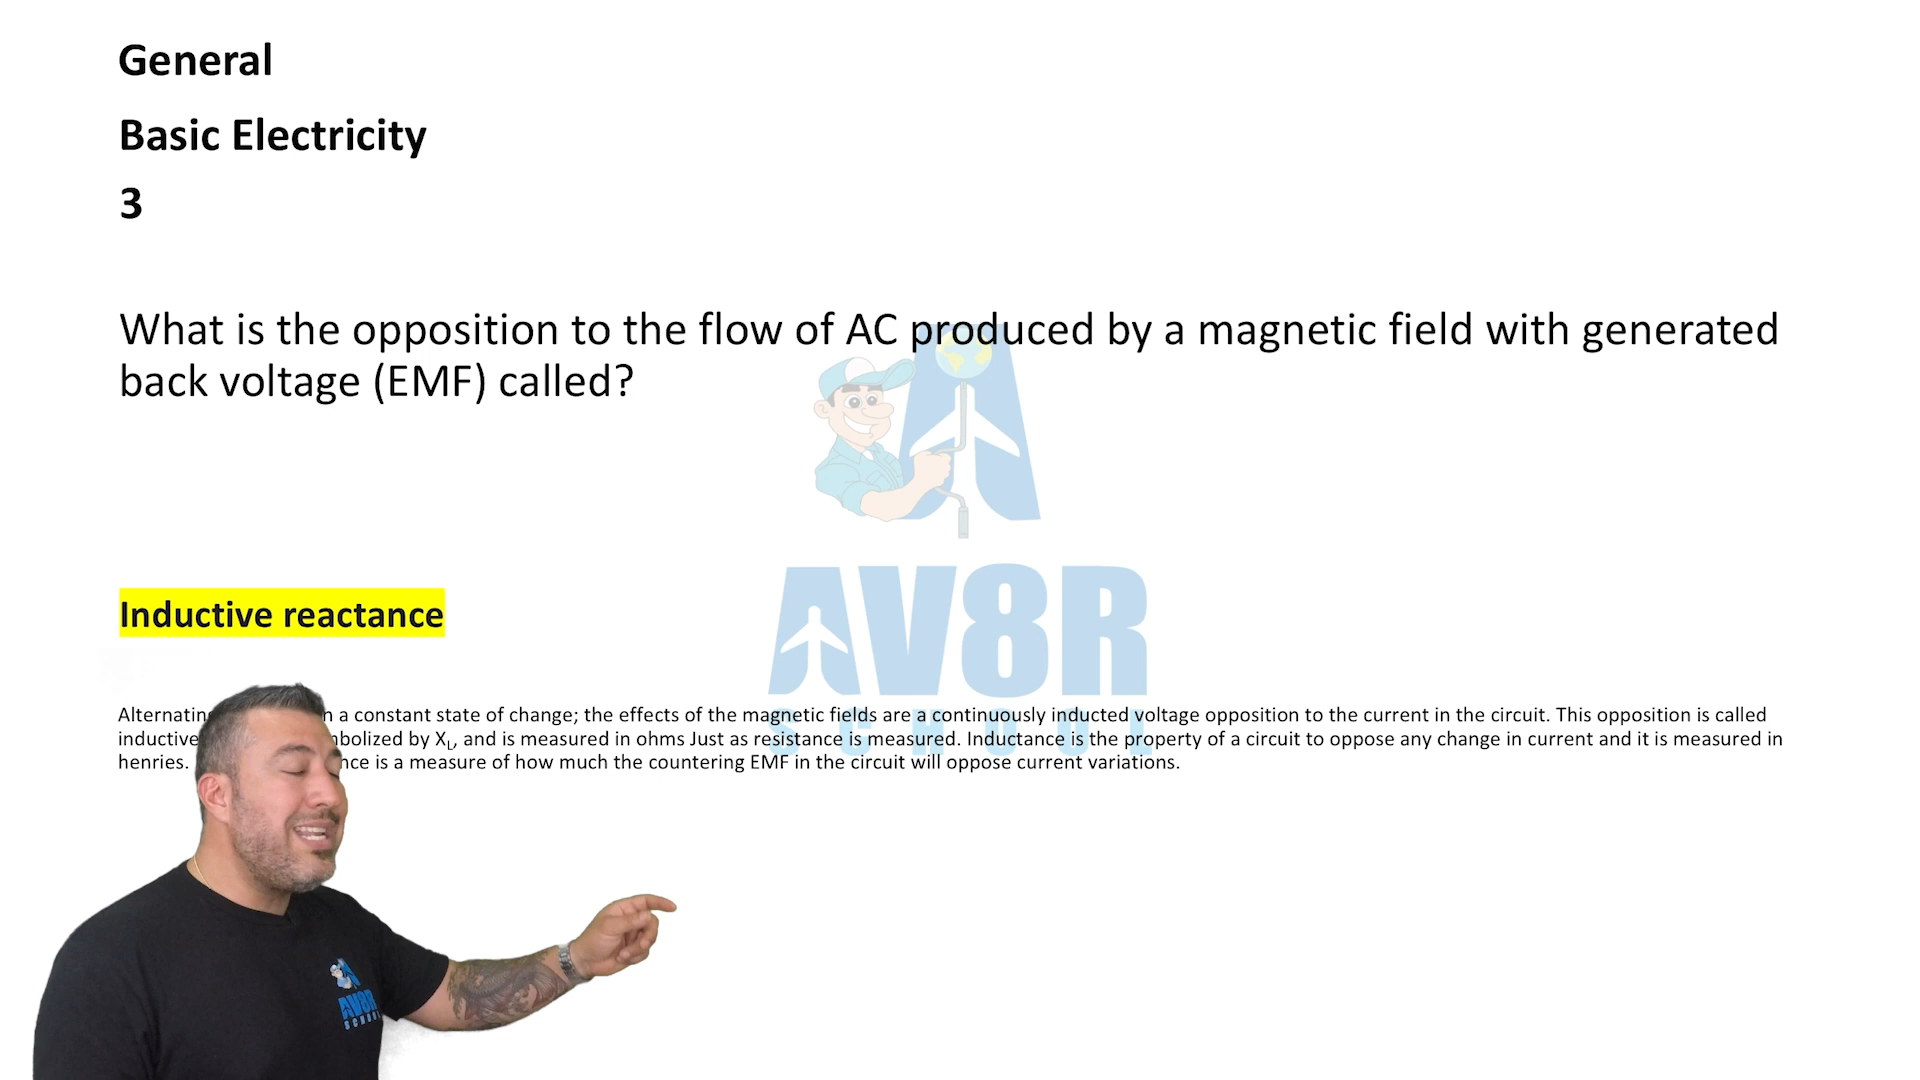 General
Basic Electricity
3
What is the opposition to the flow of AC produced by a magnetic field with generated
back voltage (EMF) called?
AV8R
SCHOOL
Inductive reactance
a constant state of change; the effects of the magnetic fields are a continuously inducted voltage opposition to the current in the circuit. This opposition is called
inductive by XL, and is measured in ohms Just as resistance is measured. Inductance is the property of a circuit to oppose any change in current and it is measured in
henries. is a measure of how much the countering EMF in the circuit will oppose current variations.
AV8R
SCHOOL